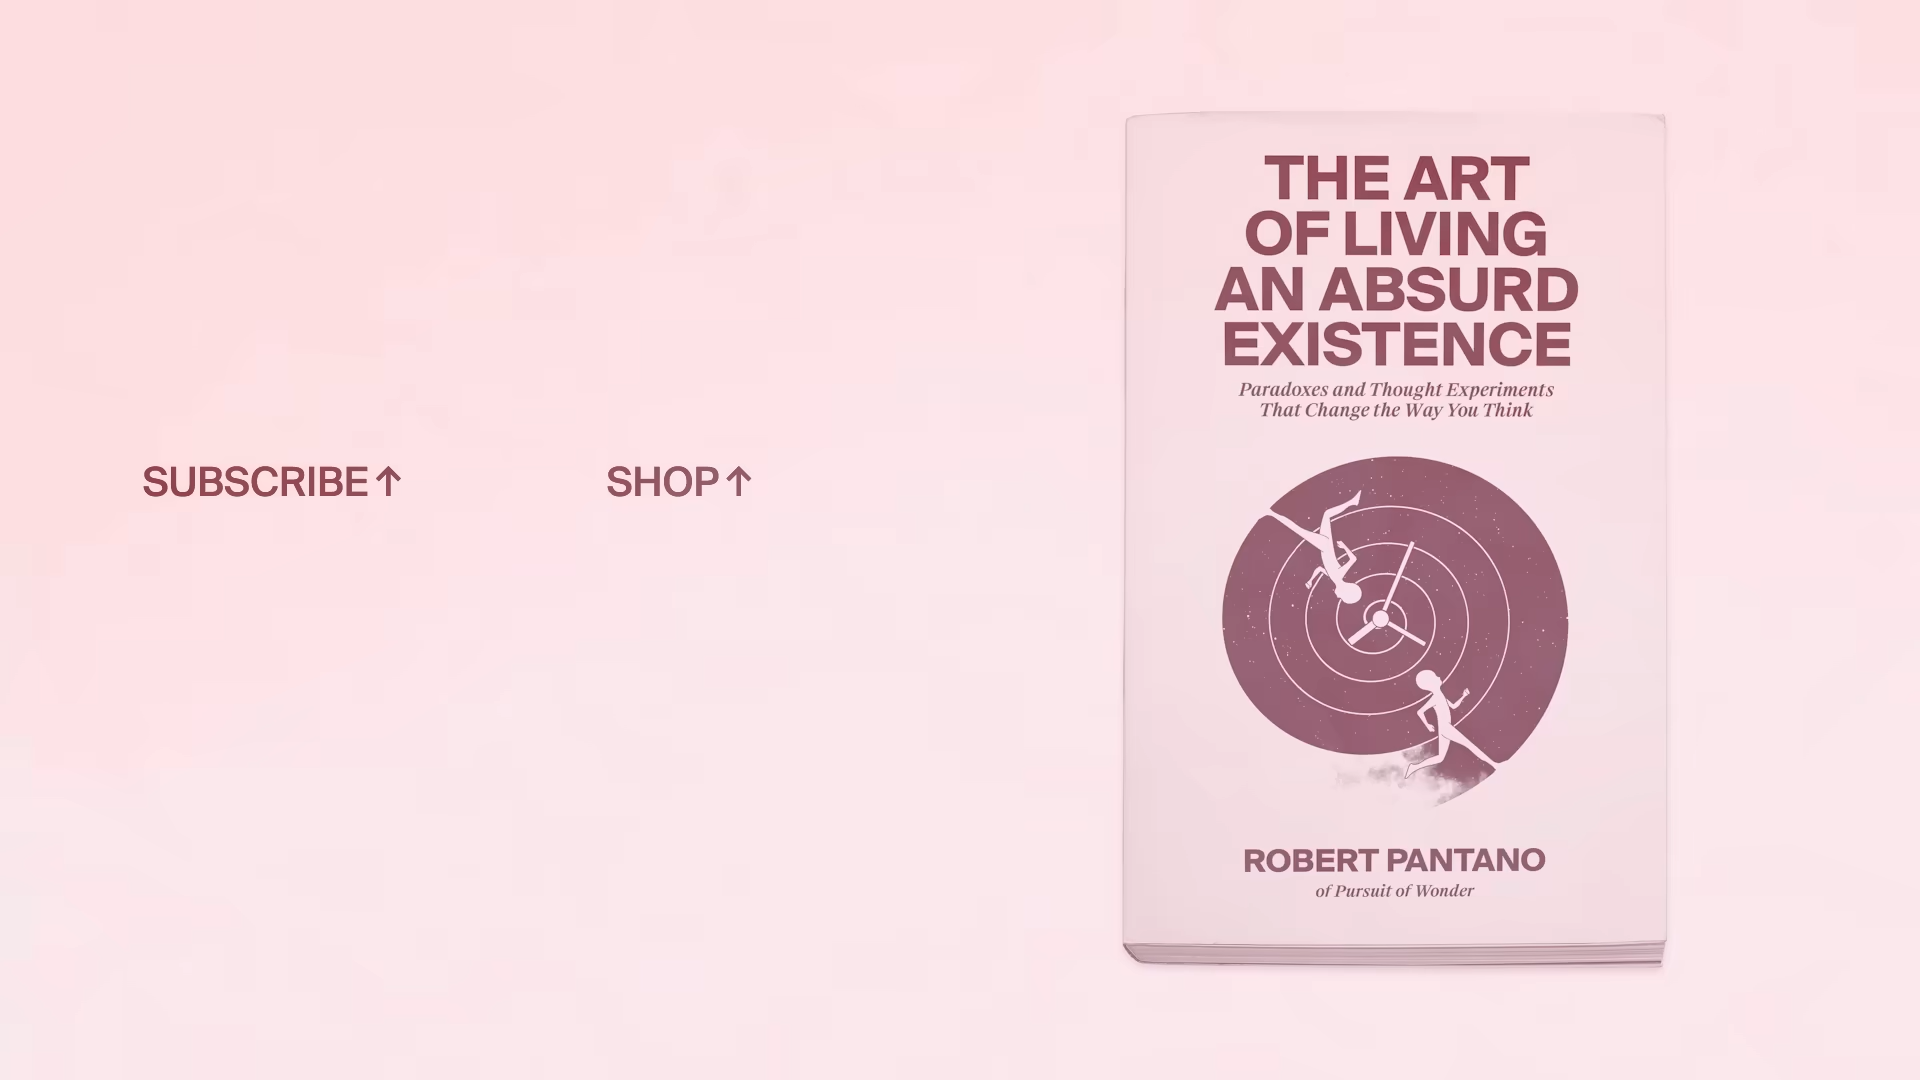 SUBSCRIBE↑
SHOP↑
THE ART
OF LIVING
AN ABSURD
EXISTENCE
Paradoxes and Thought Experiments
That Change the Way You Think
ROBERT PANTANO
of Pursuit of Wonder